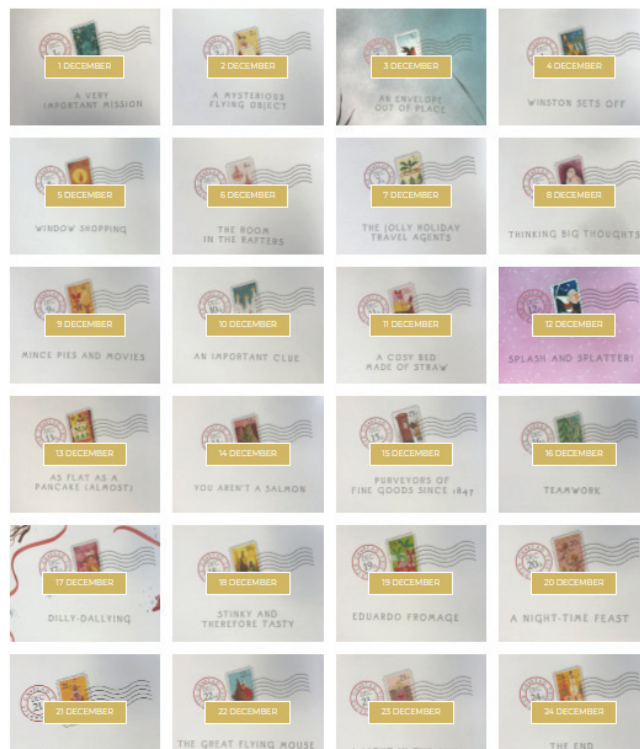 1 DECEMBER
A VERY
IMPORTANT MISSION
2 DECEMBER
A MYSTERIOUS
FLYING OBJECT
3 DECEMBER
AN ENVELOPE
OUT OF PLACE
4 DECEMBER
WINSTON SETS OFF
5 DECEMBER
WINDOW SHOPPING
6 DECEMBER
THE ROOM
IN THE RAFTERS
7 DECEMBER
THE JOLLY HOLIDAY
TRAVEL AGENTS
8 DECEMBER
THINKING BIG THOUGHTS
9 DECEMBER
MINCE PIES AND MOVIES
10 DECEMBER
AN IMPORTANT CLUE
11 DECEMBER
A COSY BED
MADE OF STRAW
12 DECEMBER
SPLASH AND SPLATTER!
13 DECEMBER
AS FLAT AS A
PANCAKE (ALMOST)
14 DECEMBER
YOU AREN'T A SALMON
15 DECEMBER
PURVEYORS OF
FINE GOODS SINCE 1847
16 DECEMBER
TEAMWORK
17 DECEMBER
DILLY-DALLYING
18 DECEMBER
STINKY AND
THEREFORE TASTY
19 DECEMBER
EDUARDO FROMAGE
20 DECEMBER
A NIGHT-TIME FEAST
21 DECEMBER
22 DECEMBER
THE GREAT FLYING MOUSE
23 DECEMBER
24 DECEMBER
THE END